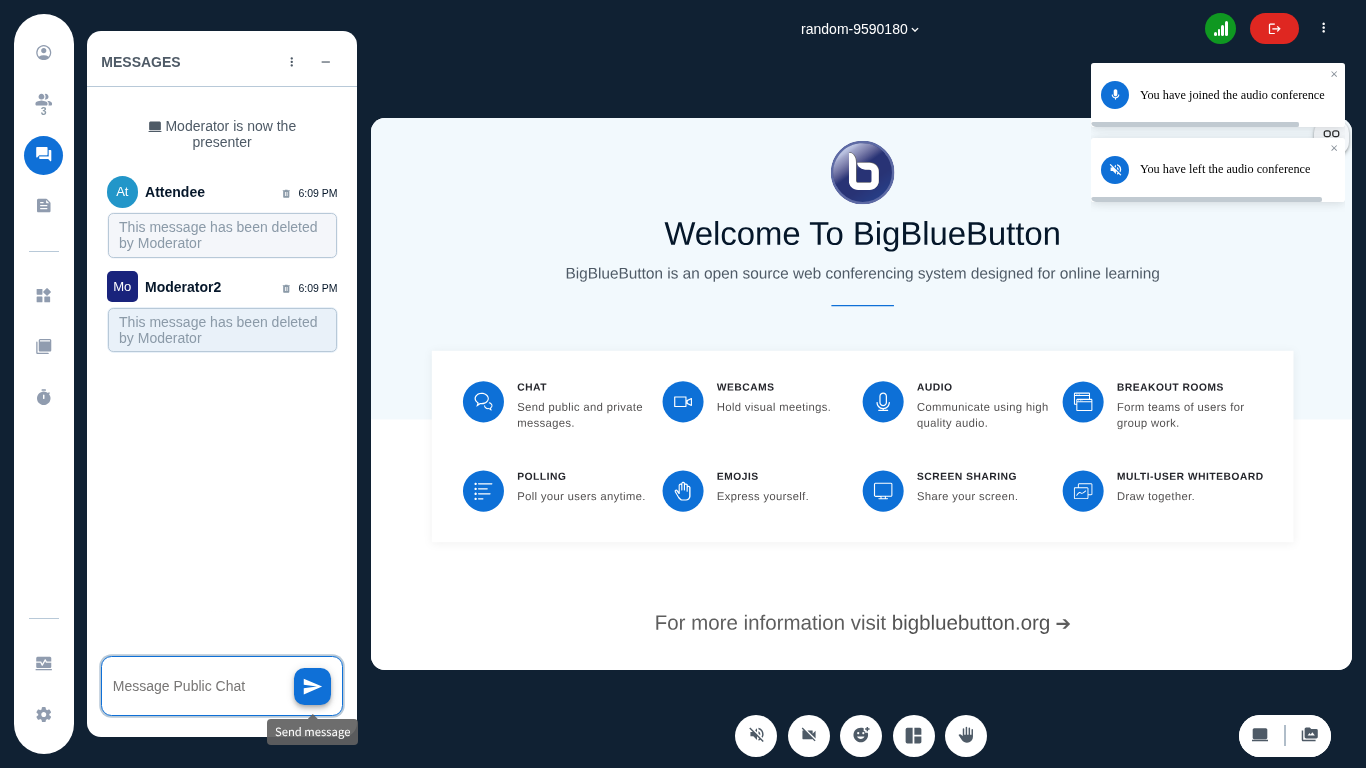 random-9590180
3
MESSAGES
Moderator is now the
presenter
At
Attendee
6:09 PM
This message has been deleted
by Moderator
Mo
Moderator2
6:09 PM
This message has been deleted
by Moderator
Message Public Chat
Send message
You have joined the audio conference
You have left the audio conference
Welcome To BigBlueButton
BigBlueButton is an open source web conferencing system designed for online learning
CHAT
Send public and private
messages.
WEBCAMS
Hold visual meetings.
AUDIO
Communicate using high
quality audio.
BREAKOUT ROOMS
Form teams of users for
group work.
POLLING
Poll your users anytime.
EMOJIS
Express yourself.
SCREEN SHARING
Share your screen.
MULTI-USER WHITEBOARD
Draw together.
For more information visit bigbluebutton.org ➔